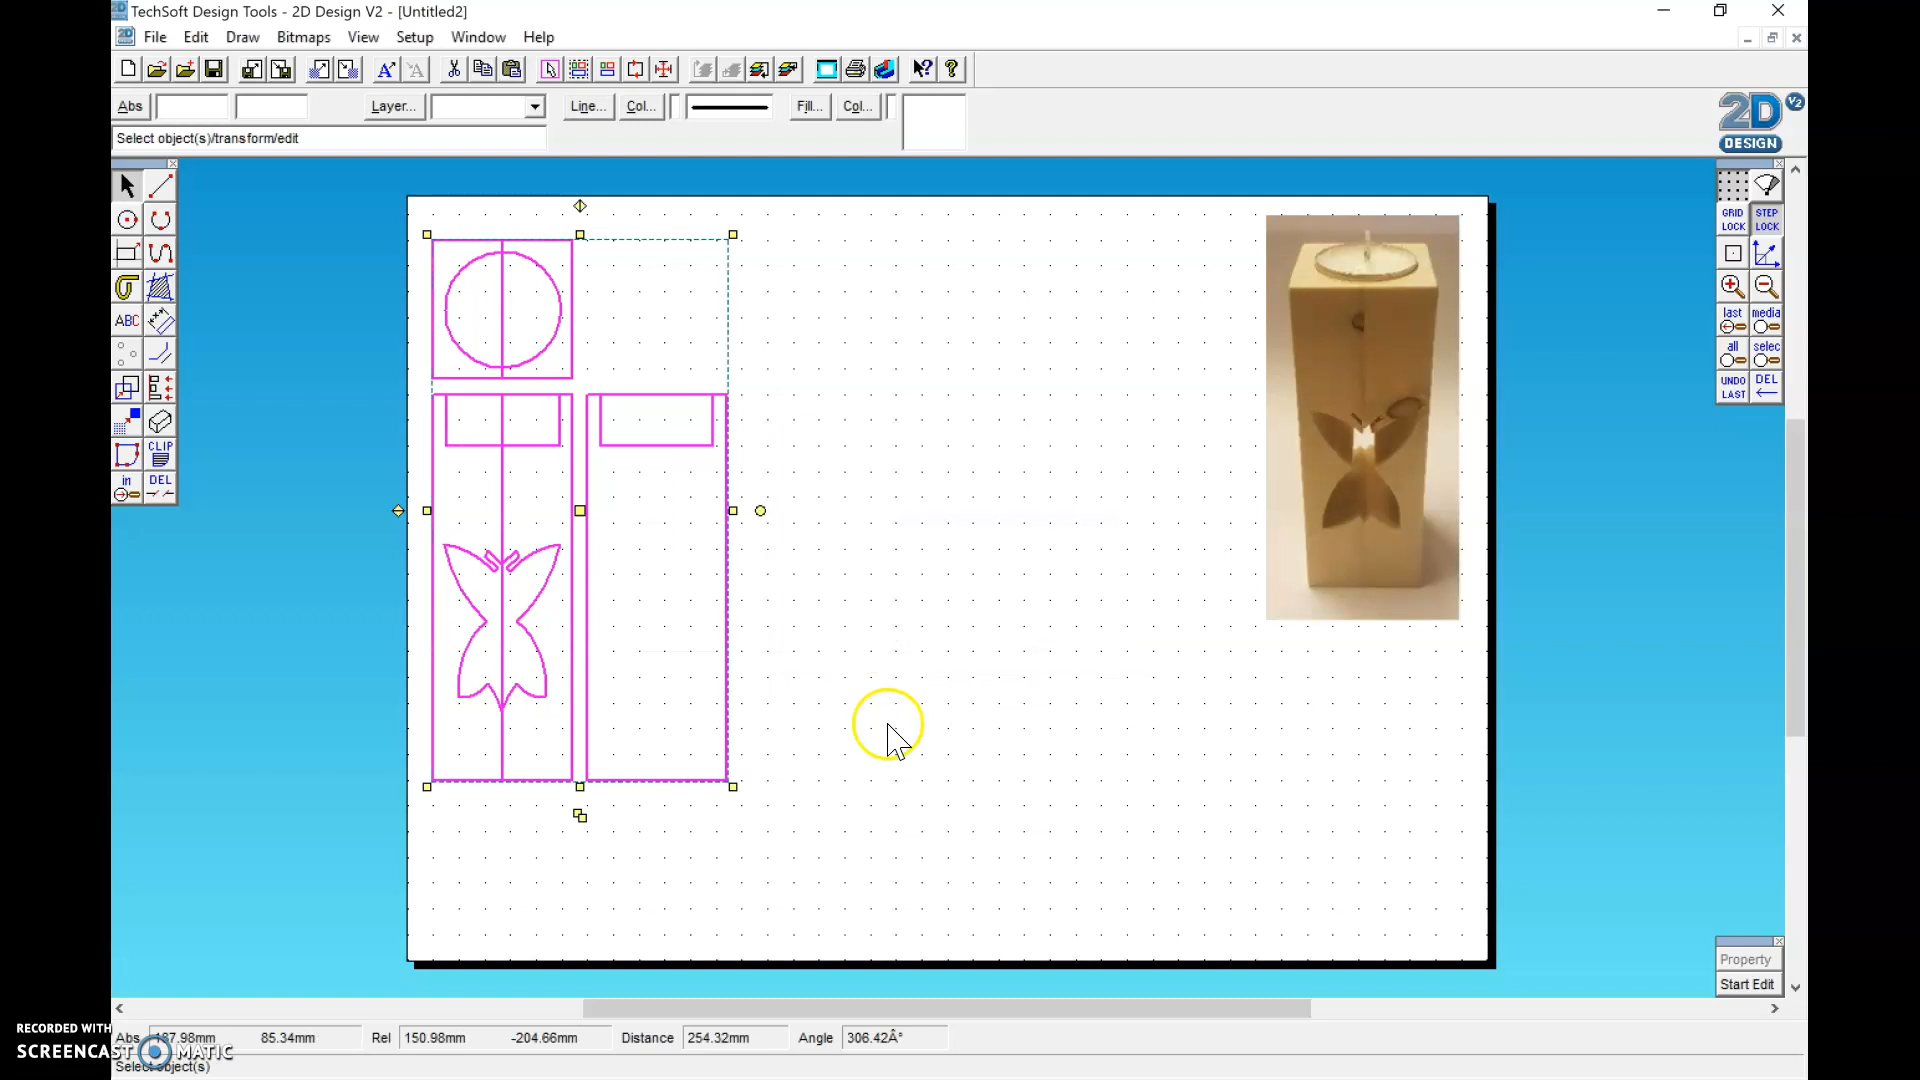 TechSoft Design Tools - 2D Design V2 - [Untitled2]
File Edit Draw Bitmaps View Setup Window Help
Abs Layer... Line... Col... Fill... Col...
Select object(s)/transform/edit
2D V2
DESIGN
GRID LOCK STEP LOCK
ABC
last media
all selec
UNDO LAST DEL
CLIP
in DEL
Property
Start Edit
RECORDED WITH
SCREENCAST MATIC
Abs 187.98mm 85.34mm Rel 150.98mm -204.66mm Distance 254.32mm Angle 306.42Â°
Select object(s)